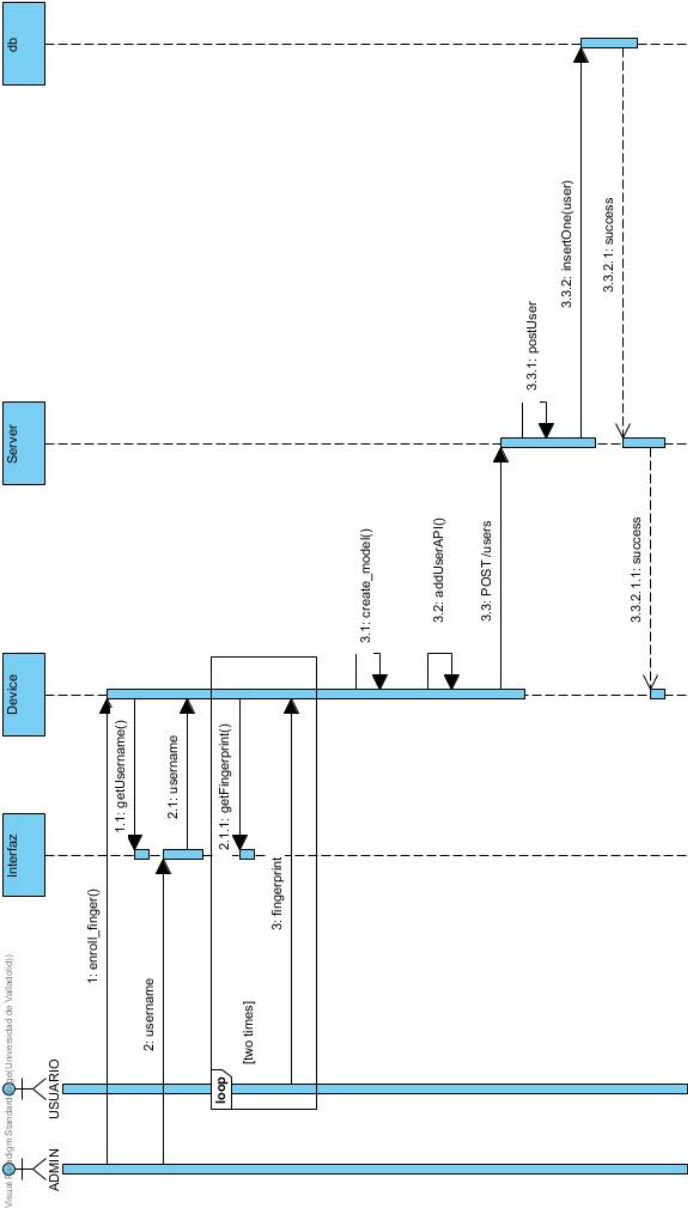 Visual Paradigm Standard (Universidad de Valladolid))
ADMIN
USUARIO
Interfaz
Device
Server
db
1: enroll_finger()
1.1: getUsername()
2: username
2.1: username
loop
[two times]
2.1.1: getFingerprint()
3: fingerprint
3.1: create_model()
3.2: addUserAPI()
3.3: POST /users
3.3.1: postUser
3.3.2: insertOne(user)
3.3.2.1: success
3.3.2.1.1: success